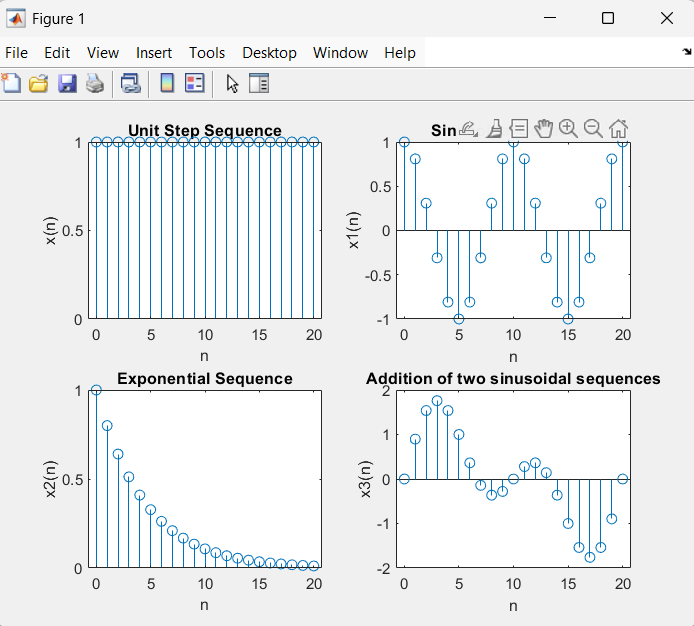 Figure 1
File Edit View Insert Tools Desktop Window Help
Unit Step Sequence
1
0.5
0
x(n)
0 5 10 15 20
n
Sin
1
0.5
0
-0.5
-1
x1(n)
0 5 10 15 20
n
Exponential Sequence
1
0.5
0
x2(n)
0 5 10 15 20
n
Addition of two sinusoidal sequences
2
1
0
-1
-2
x3(n)
0 5 10 15 20
n